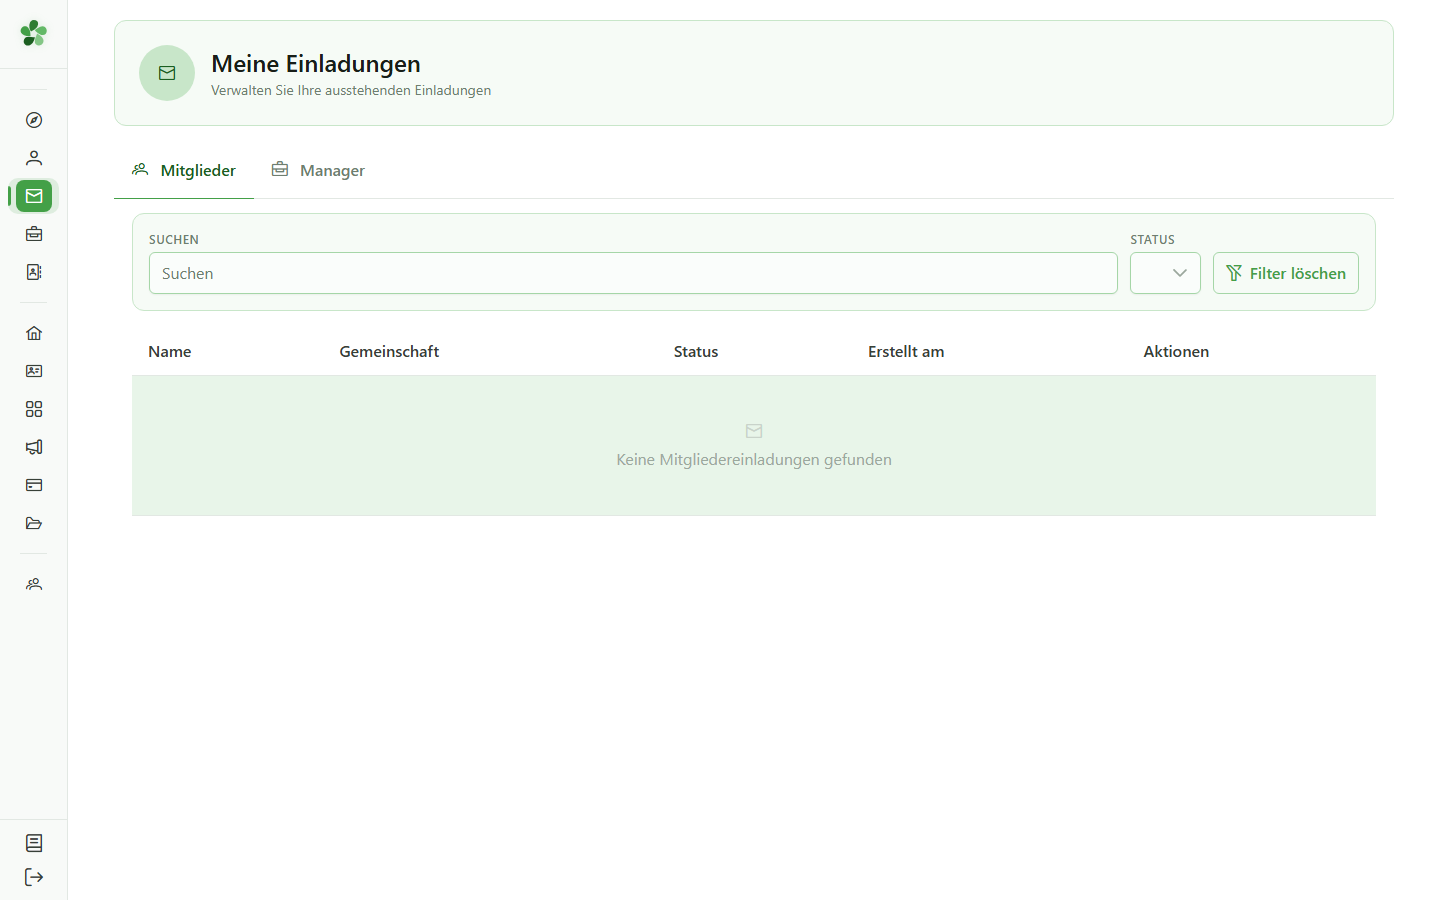 Meine Einladungen
Verwalten Sie Ihre ausstehenden Einladungen
Mitglieder
Manager
SUCHEN
STATUS
Suchen
Filter löschen
Name
Gemeinschaft
Status
Erstellt am
Aktionen
Keine Mitgliedereinladungen gefunden